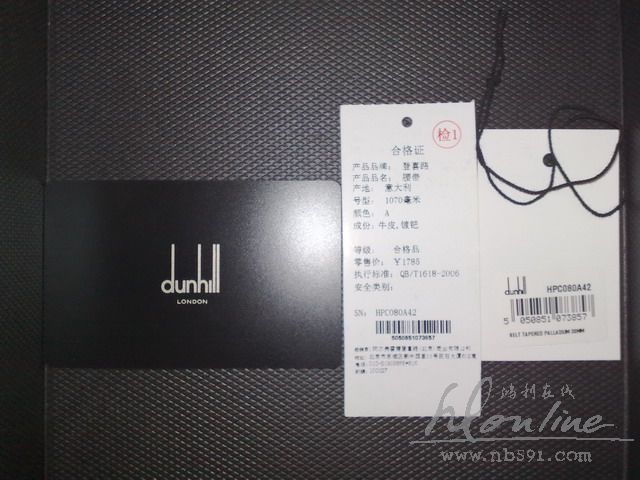 dunhill
LONDON
检1
合格证
产品品牌: 登喜路
产品品名: 腰带
产地: 意大利
号型: 1070毫米
颜色: A
成份: 牛皮,镀钯
等级: 合格品
零售价: ¥1785
执行标准: QB/T1618-2006
安全类别:
SN: HPC080A42
5050851073857
dunhill
HPC080A42
5 050851 073857
BELT TAPERED PALLADIUM 30MM
鸿利在线
hlonline
www.nb591.com